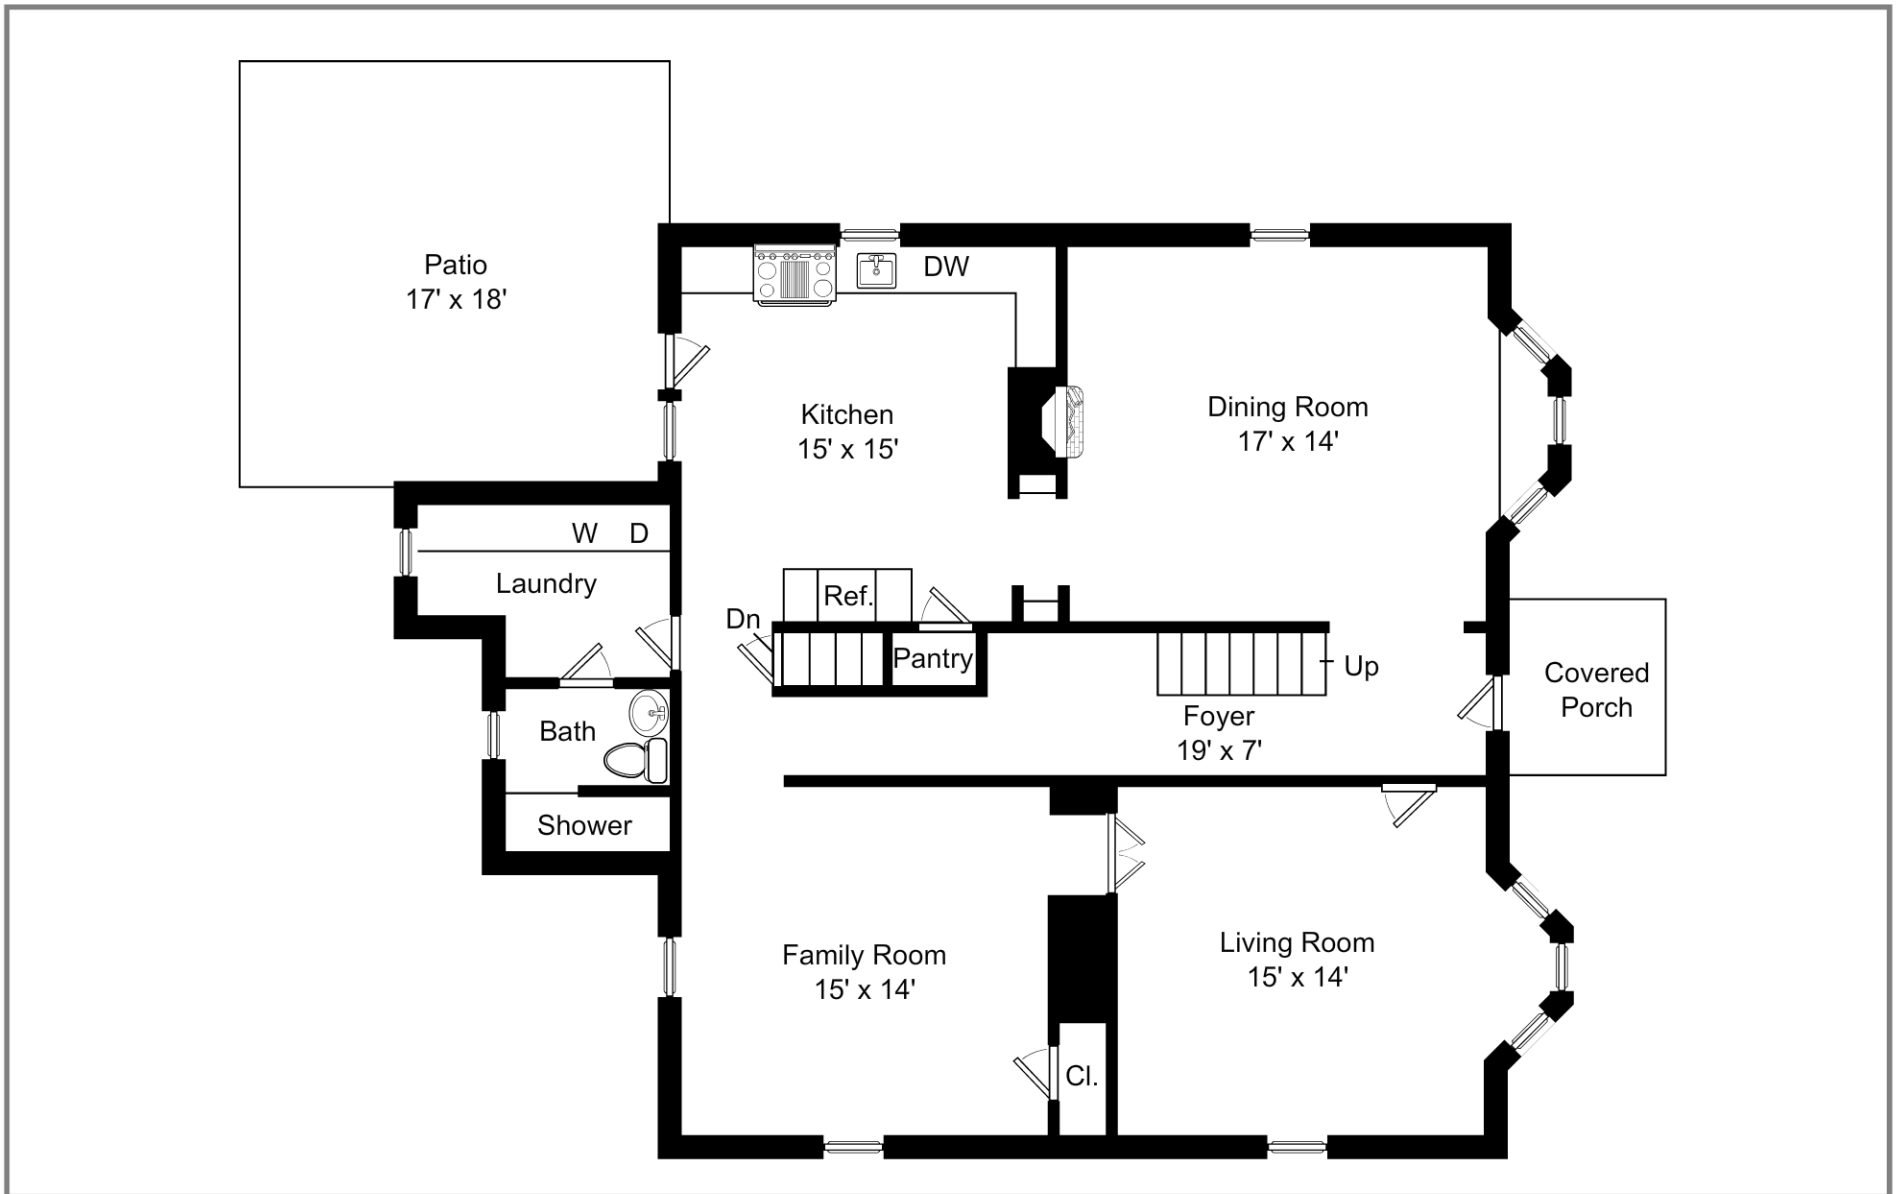 Patio
17' x 18'
DW
Kitchen
15' x 15'
Dining Room
17' x 14'
W D
Laundry
Ref.
Dn
Pantry
Up
Covered
Porch
Bath
Foyer
19' x 7'
Shower
Family Room
15' x 14'
Living Room
15' x 14'
Cl.